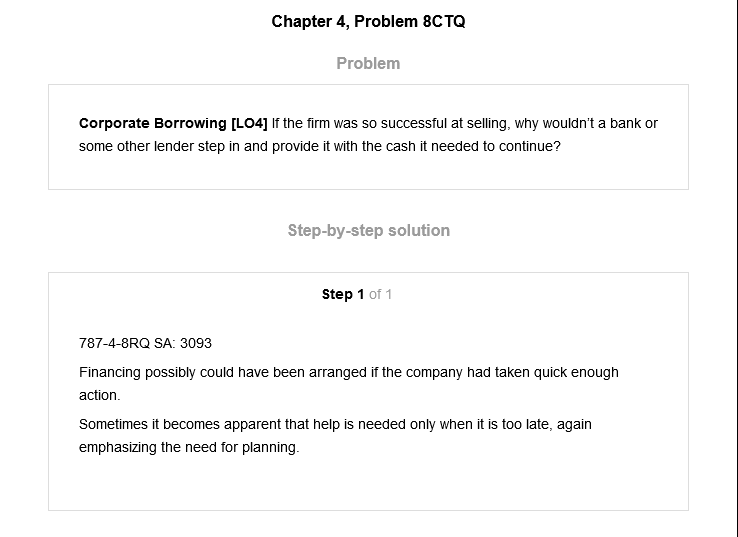 Chapter 4, Problem 8CTQ
Problem
Corporate Borrowing [LO4] If the firm was so successful at selling, why wouldn't a bank or
some other lender step in and provide it with the cash it needed to continue?
Step-by-step solution
Step 1 of 1
787-4-8RQ SA: 3093
Financing possibly could have been arranged if the company had taken quick enough
action.
Sometimes it becomes apparent that help is needed only when it is too late, again
emphasizing the need for planning.